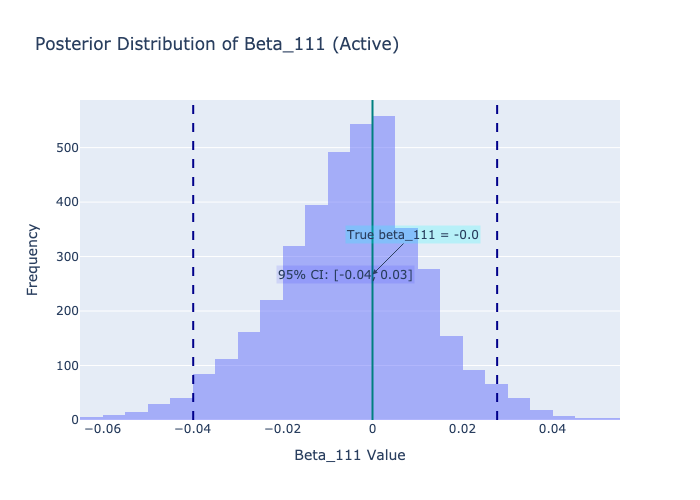 Posterior Distribution of Beta_111 (Active)
500
400
300
200
100
0
Frequency
True beta_111 = -0.0
95% CI: [-0.04, 0.03]
−0.06
−0.04
−0.02
0
0.02
0.04
Beta_111 Value